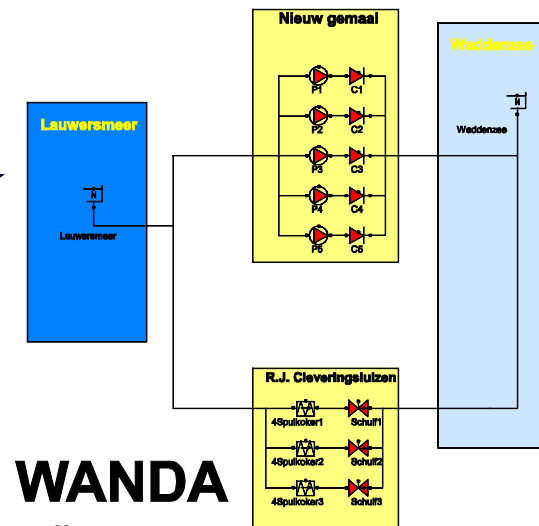 Nieuw gemaal
P1 C1
P2 C2
P3 C3
P4 C4
P5 C5
Waddenzee
N
Waddenzee
Lauwersmeer
N
Lauwersmeer
R.J. Cleveringsluizen
4Spuikoker1 Schuif1
4Spuikoker2 Schuif2
4Spuikoker3 Schuif3
WANDA